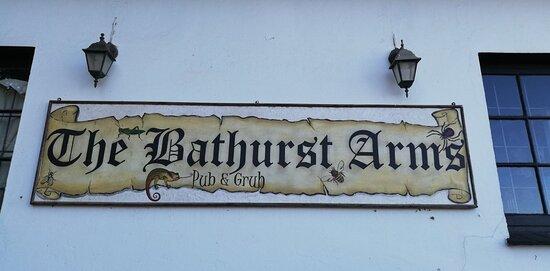 The Bathurst Arms
Pub & Grub